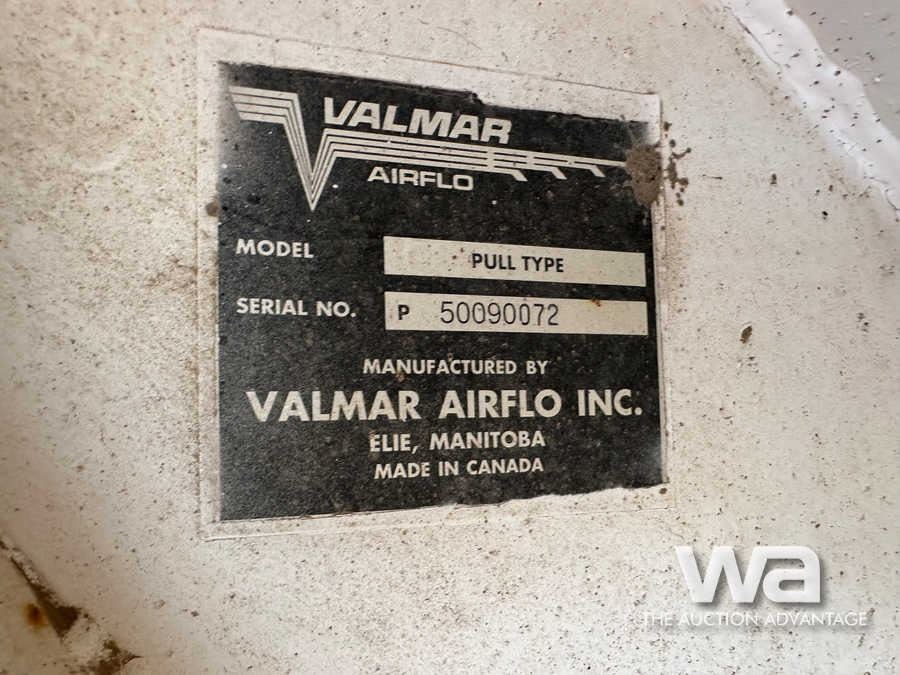 VALMAR
AIRFLO
MODEL PULL TYPE
SERIAL NO. P 50090072
MANUFACTURED BY
VALMAR AIRFLO INC.
ELIE, MANITOBA
MADE IN CANADA
wa
THE AUCTION ADVANTAGE